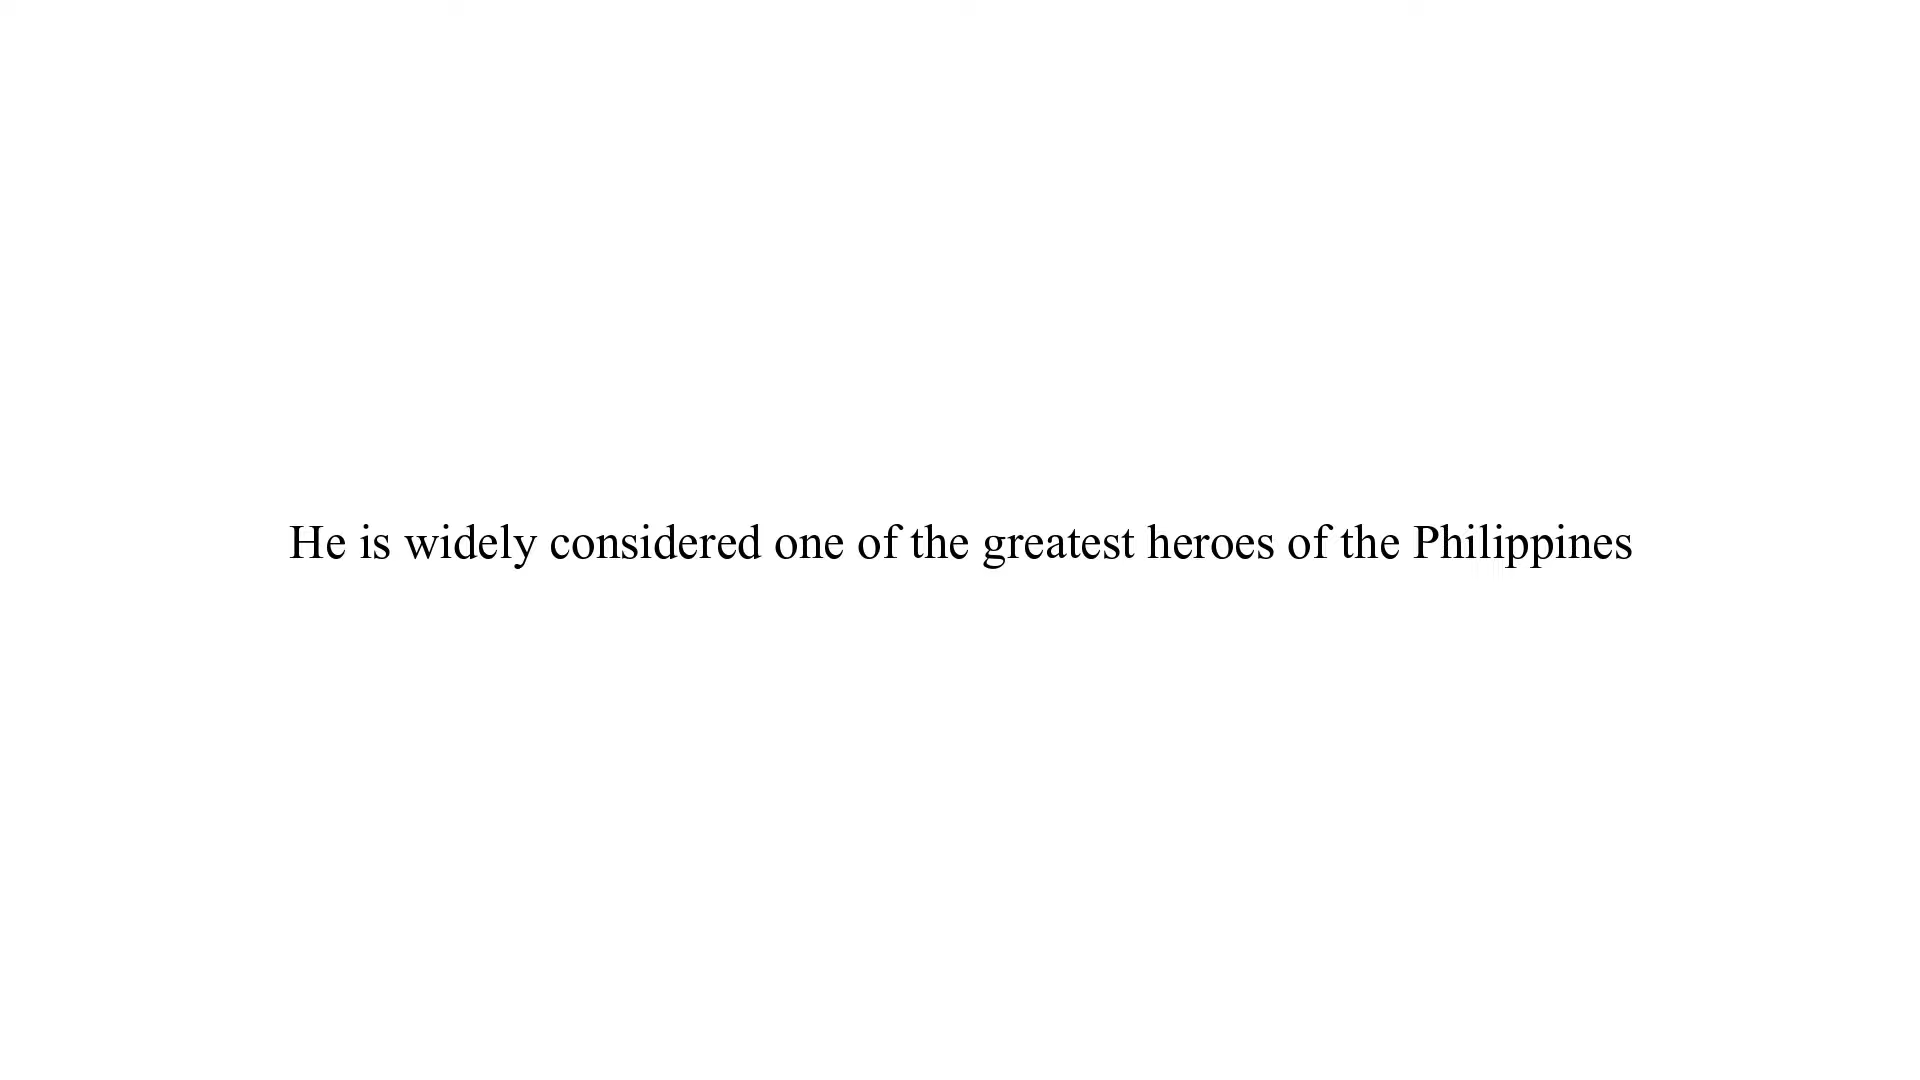 He is widely considered one of the greatest heroes of the Philippines